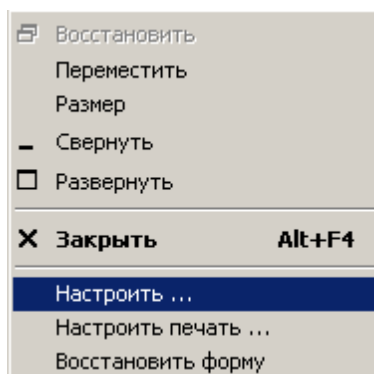 Восстановить
Переместить
Размер
Свернуть
Развернуть
Закрыть Alt+F4
Настроить ...
Настроить печать ...
Восстановить форму